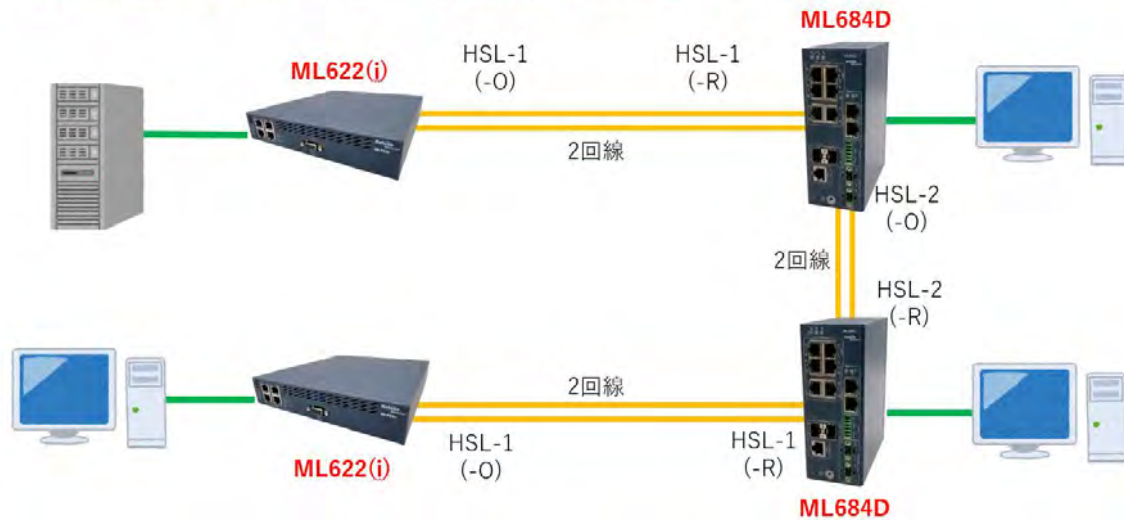 ML684D
HSL-1
(-O)
HSL-1
(-R)
ML622(i)
2回線
HSL-2
(-O)
2回線
HSL-2
(-R)
2回線
HSL-1
(-O)
HSL-1
(-R)
ML622(i)
ML684D